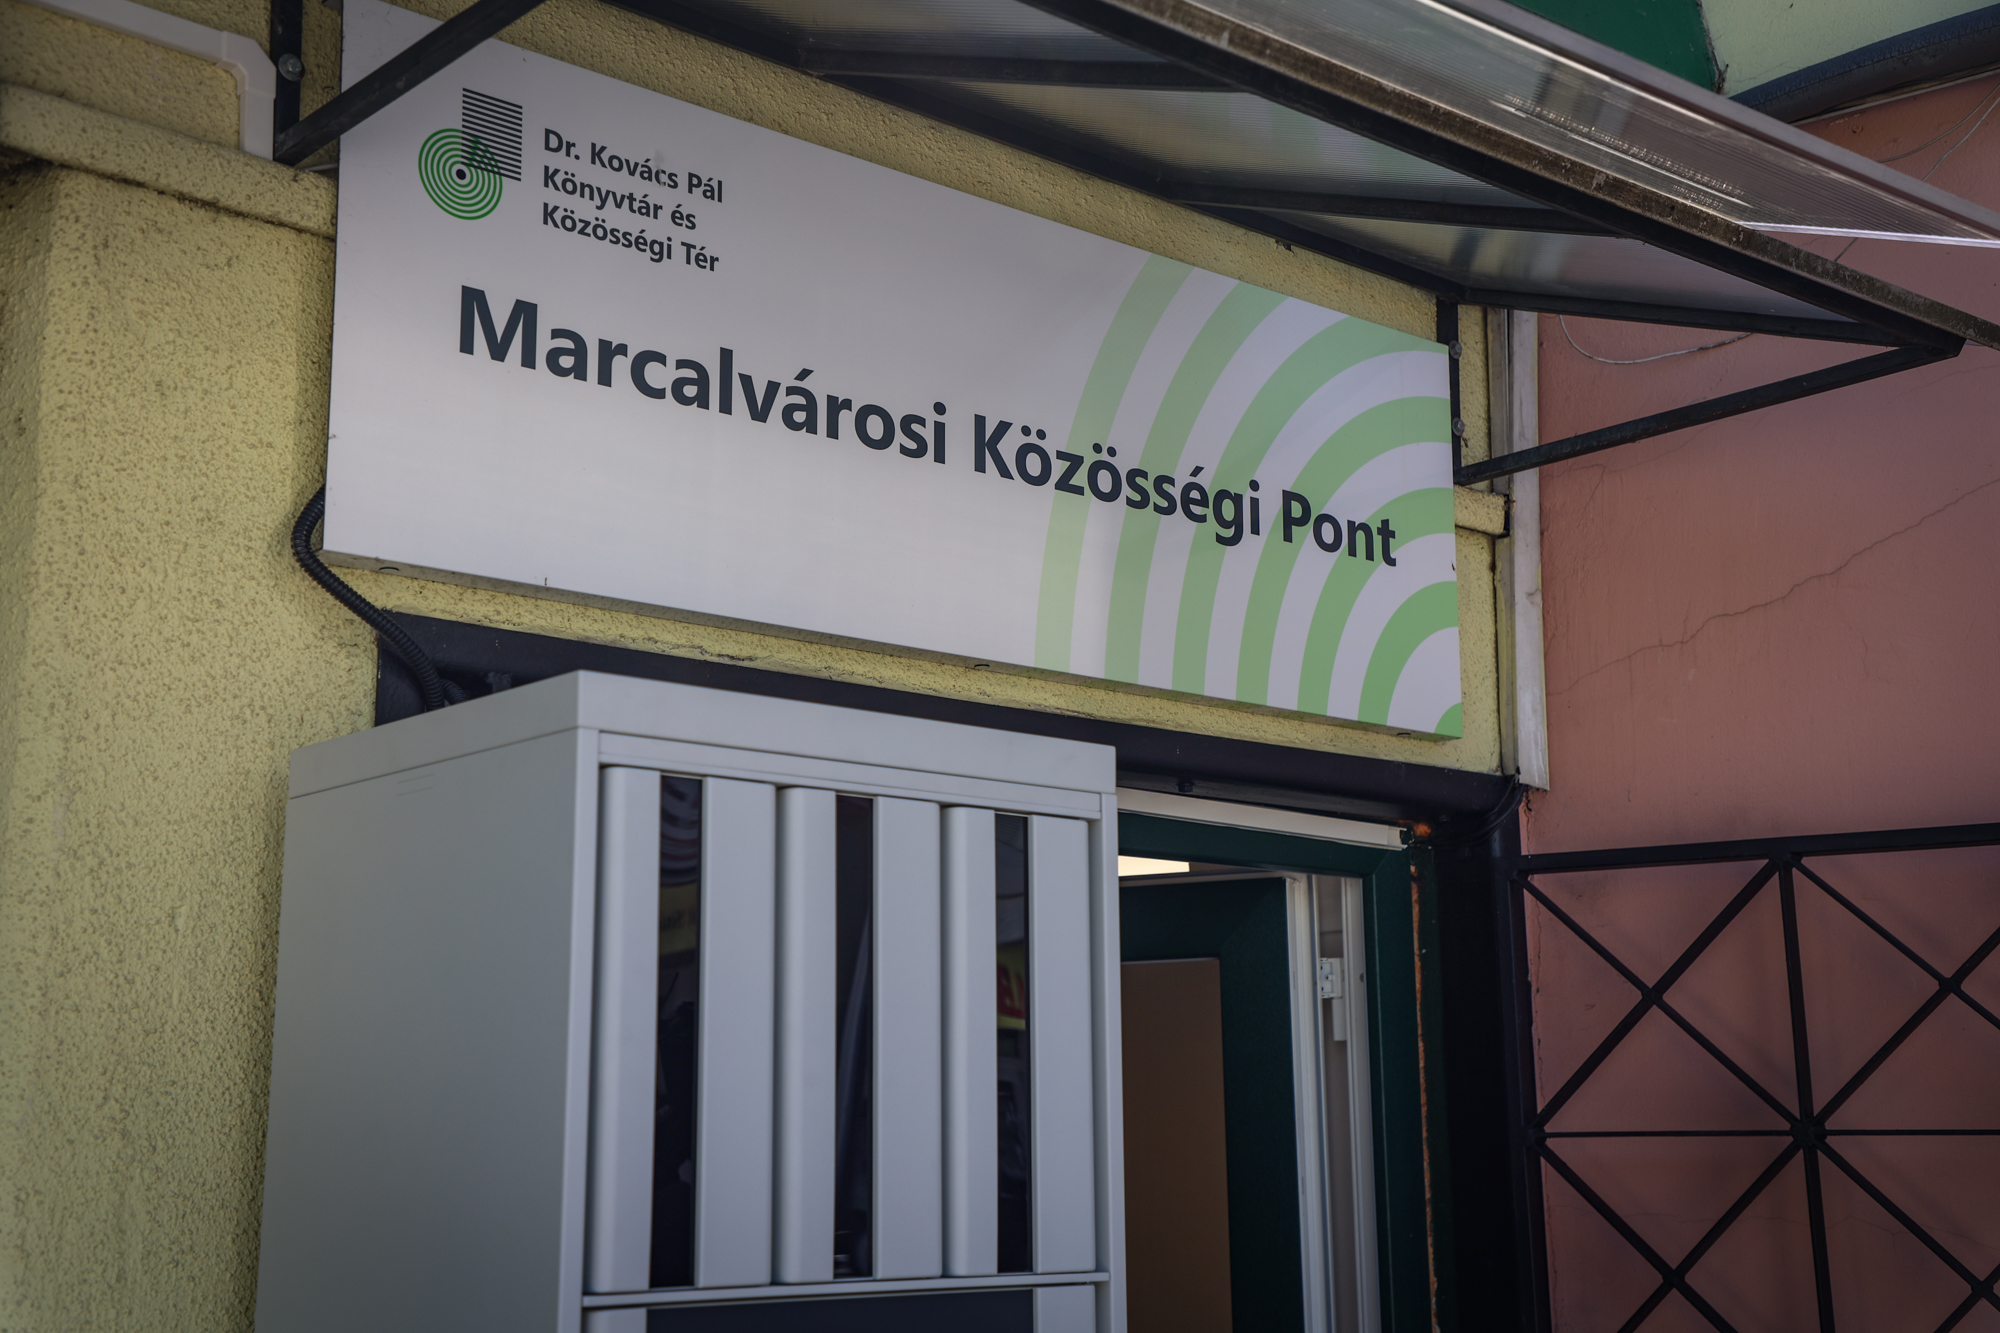 Dr. Kovács Pál
Könyvtár és
Közösségi Tér
Marcalvárosi Közösségi Pont